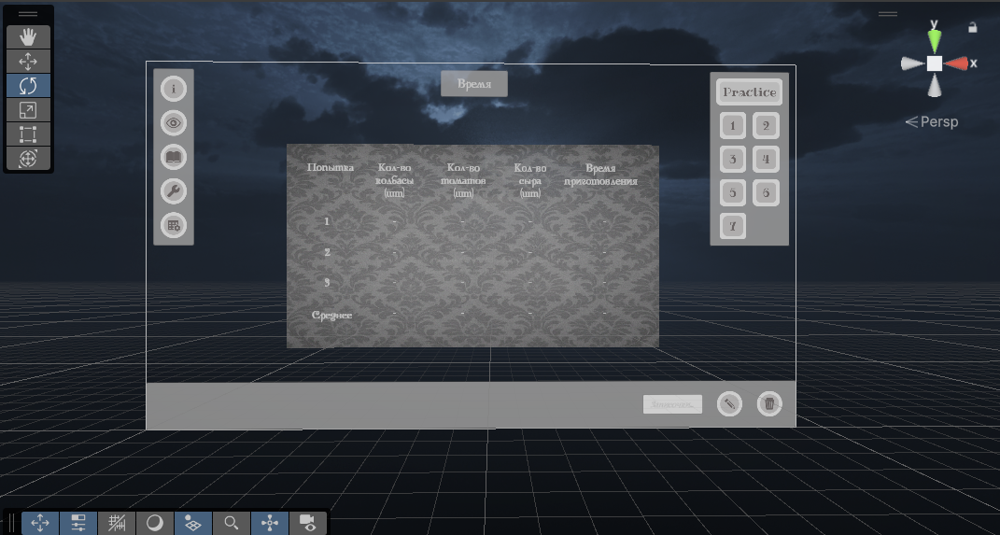 y
x
Persp
Время
i
Practice
1 2
3 4
5 6
7
Попытка Кол-во колбасы (шт) Кол-во томатов (шт) Кол-во сыра (шт) Время приготовления
1 - - - -
2 - - - -
3 - - - -
Среднее - - - -